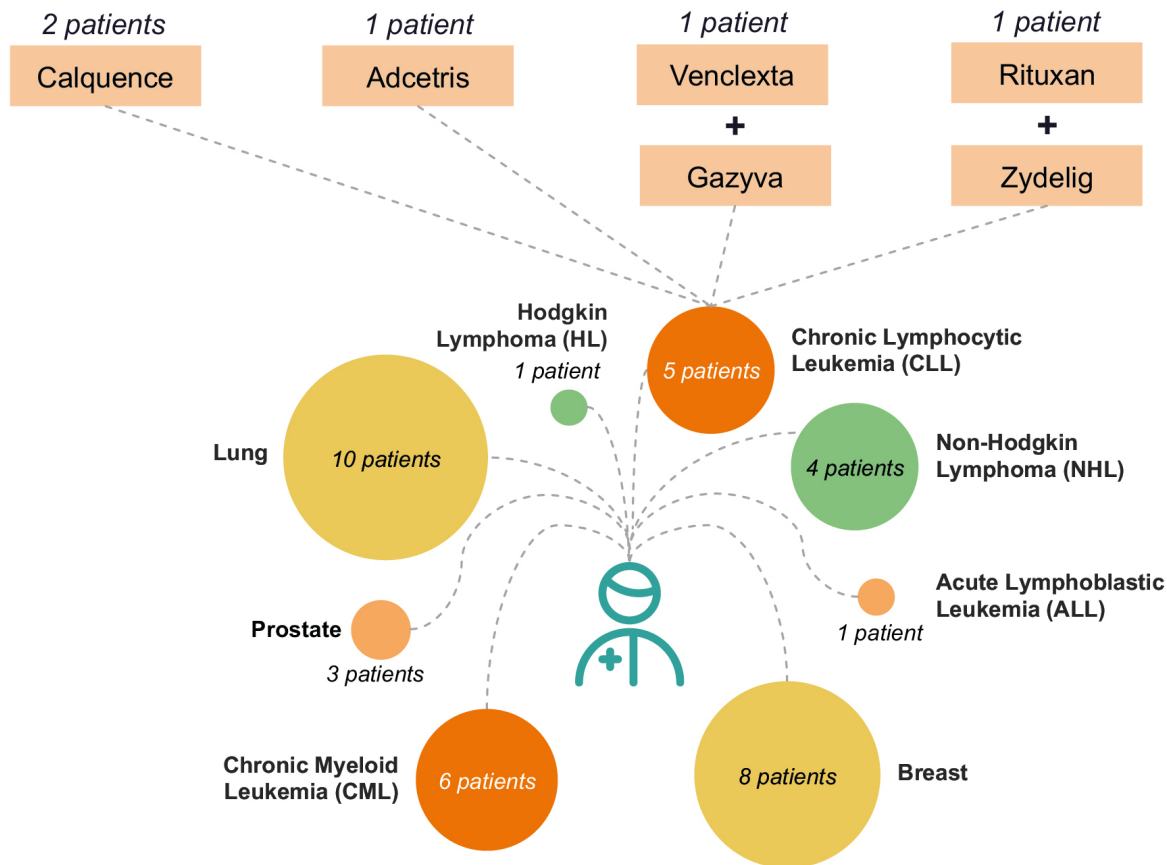 2 patients
1 patient
1 patient
1 patient
Calquence
Adcetris
Venclexta
Rituxan
+
+
Gazyva
Zydelig
Hodgkin
Lymphoma (HL)
1 patient
5 patients
Chronic Lymphocytic
Leukemia (CLL)
Lung
10 patients
4 patients
Non-Hodgkin
Lymphoma (NHL)
Prostate
3 patients
Acute Lymphoblastic
Leukemia (ALL)
1 patient
Chronic Myeloid
Leukemia (CML)
6 patients
8 patients
Breast